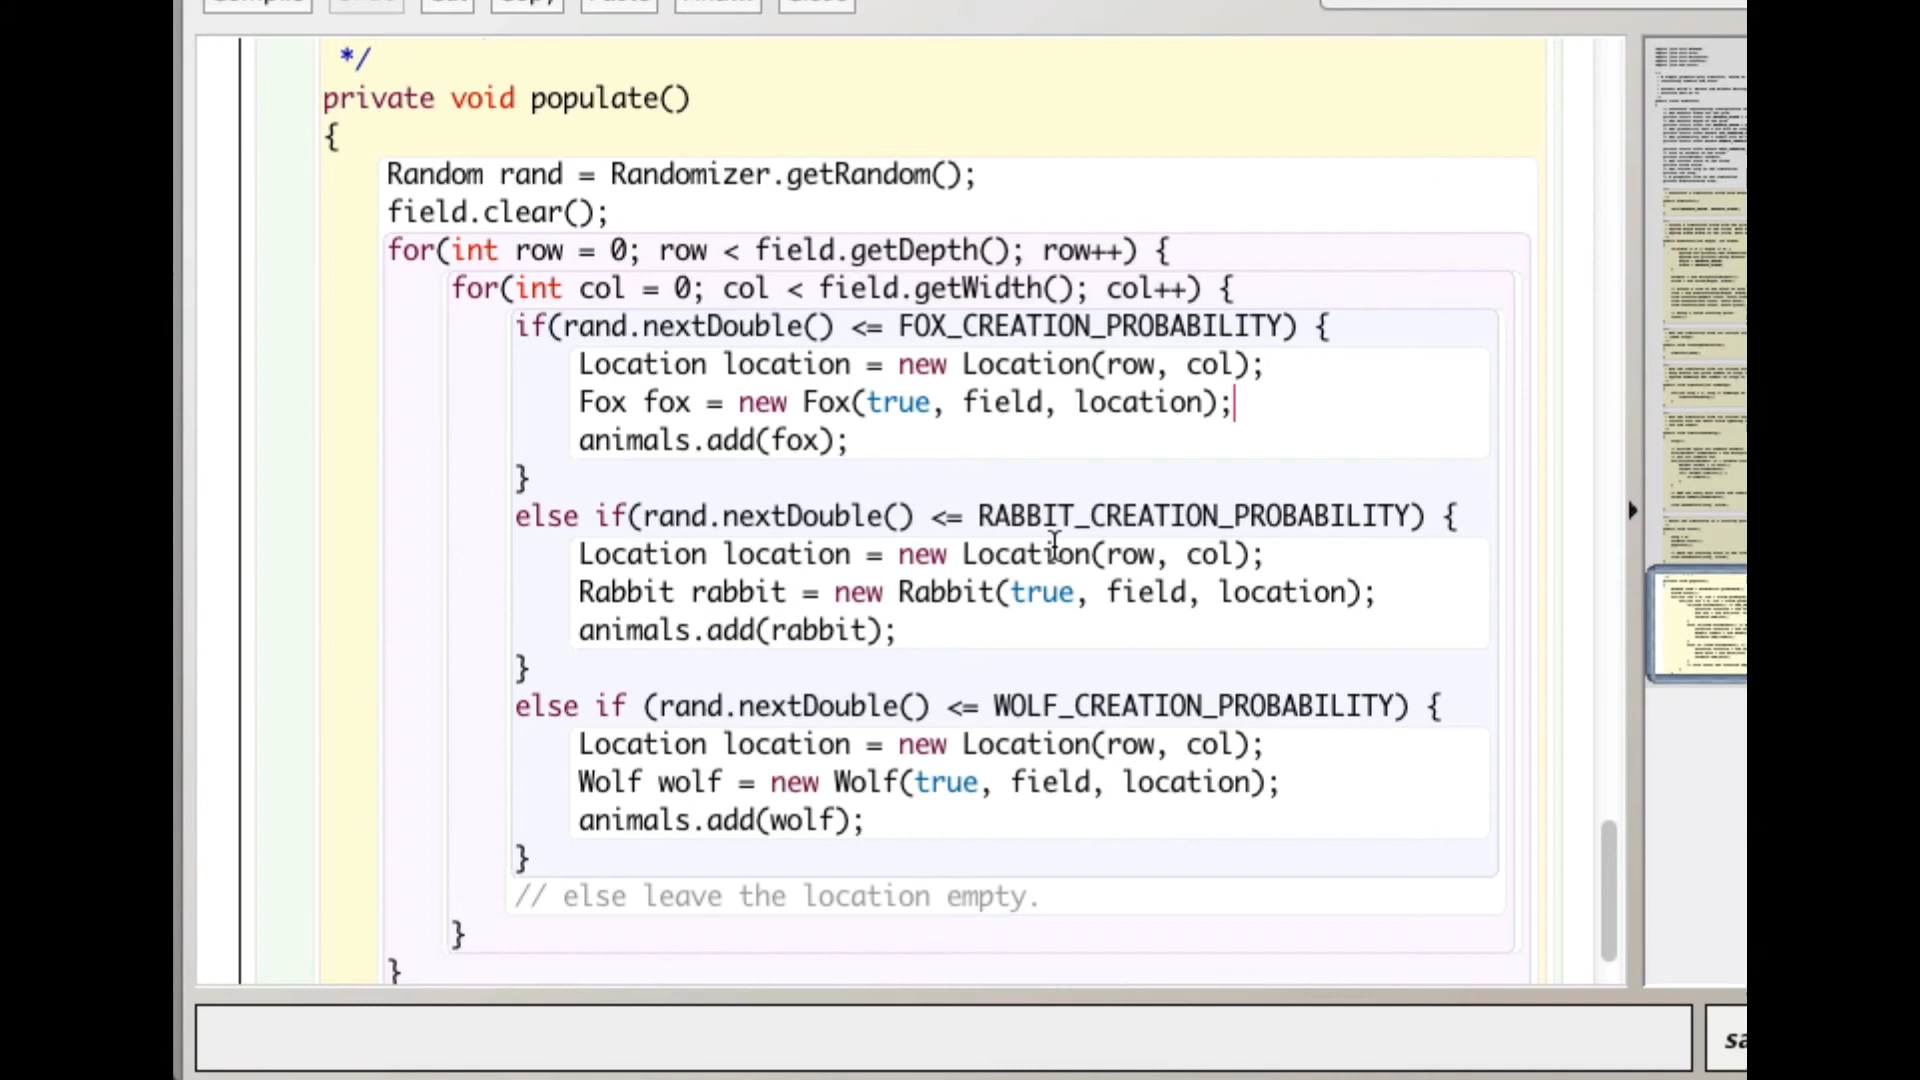 */
private void populate()
{
Random rand = Randomizer.getRandom();
field.clear();
for(int row = 0; row < field.getDepth(); row++) {
for(int col = 0; col < field.getWidth(); col++) {
if(rand.nextDouble() <= FOX_CREATION_PROBABILITY) {
Location location = new Location(row, col);
Fox fox = new Fox(true, field, location);
animals.add(fox);
}
else if(rand.nextDouble() <= RABBIT_CREATION_PROBABILITY) {
Location location = new Location(row, col);
Rabbit rabbit = new Rabbit(true, field, location);
animals.add(rabbit);
}
else if (rand.nextDouble() <= WOLF_CREATION_PROBABILITY) {
Location location = new Location(row, col);
Wolf wolf = new Wolf(true, field, location);
animals.add(wolf);
}
// else leave the location empty.
}
}